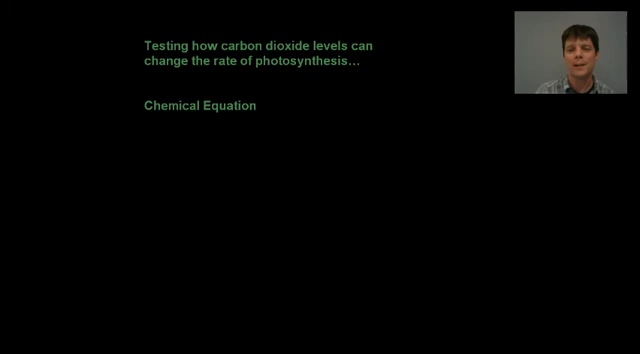 Testing how carbon dioxide levels can
change the rate of photosynthesis…
Chemical Equation